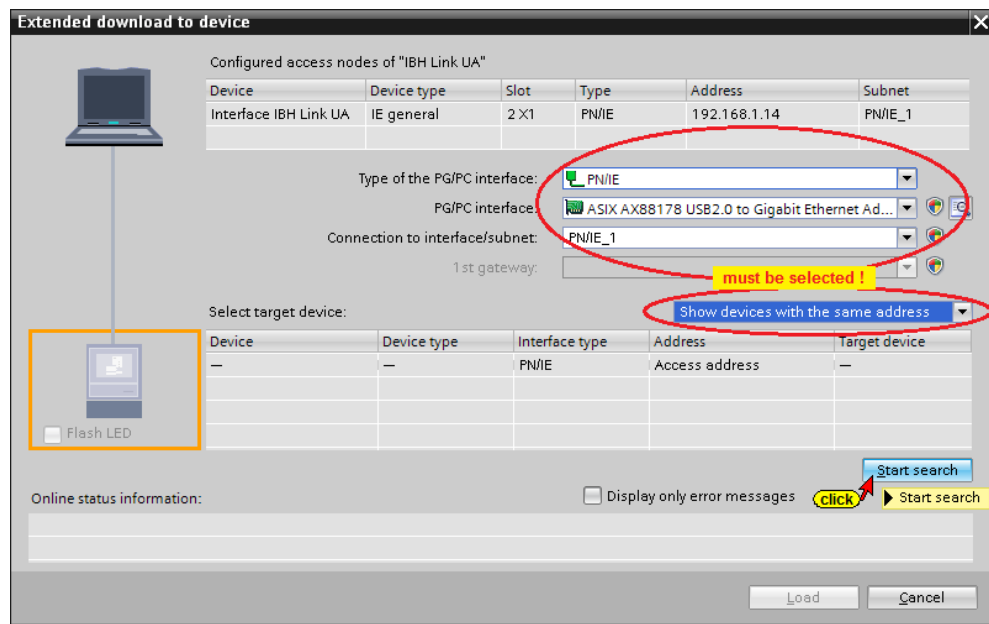 Extended download to device
Configured access nodes of "IBH Link UA"
Device Device type Slot Type Address Subnet
Interface IBH Link UA IE general 2 X1 PN/IE 192.168.1.14 PN/IE_1
Type of the PG/PC interface: PN/IE
PG/PC interface: ASIX AX88178 USB2.0 to Gigabit Ethernet Ad...
Connection to interface/subnet: PN/IE_1
1st gateway:
must be selected !
Select target device: Show devices with the same address
Device Device type Interface type Address Target device
— — PN/IE Access address —
Flash LED
Start search
Online status information: Display only error messages click Start search
Load Cancel